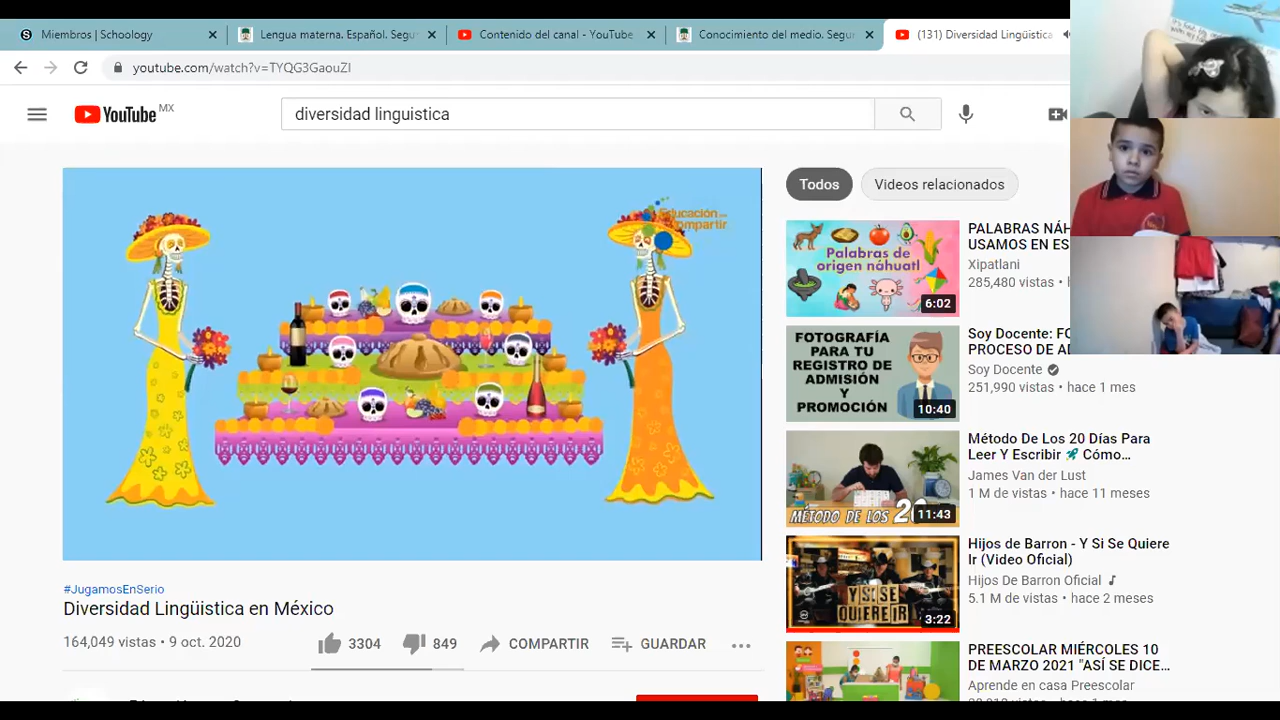 Miembros | Schoology
Lengua materna. Español. Segu
Contenido del canal - YouTube
Conocimiento del medio. Segu
(131) Diversidad Lingüistica
youtube.com/watch?v=TYQG3GaouZI
YouTube MX
diversidad linguistica
Educación
Compartir.
Todos
Videos relacionados
Palabras de
origen náhuatl
6:02
PALABRAS NÁH
USAMOS EN ES
Xipatlani
285,480 vistas •
FOTOGRAFÍA
PARA TU
REGISTRO DE
ADMISIÓN
Y
PROMOCIÓN
10:40
Soy Docente: FO
PROCESO DE AD
Soy Docente
251,990 vistas • hace 1 mes
MÉTODO DE LOS 20
11:43
Método De Los 20 Días Para
Leer Y Escribir 🚀 Cómo...
James Van der Lust
1 M de vistas • hace 11 meses
Y SI SE
QUIERE IR
3:22
Hijos de Barron - Y Si Se Quiere
Ir (Video Oficial)
Hijos De Barron Oficial
5.1 M de vistas • hace 2 meses
PREESCOLAR MIÉRCOLES 10
DE MARZO 2021 "ASÍ SE DICE...
Aprende en casa Preescolar
#JugamosEnSerio
Diversidad Lingüistica en México
164,049 vistas • 9 oct. 2020
3304
849
COMPARTIR
GUARDAR